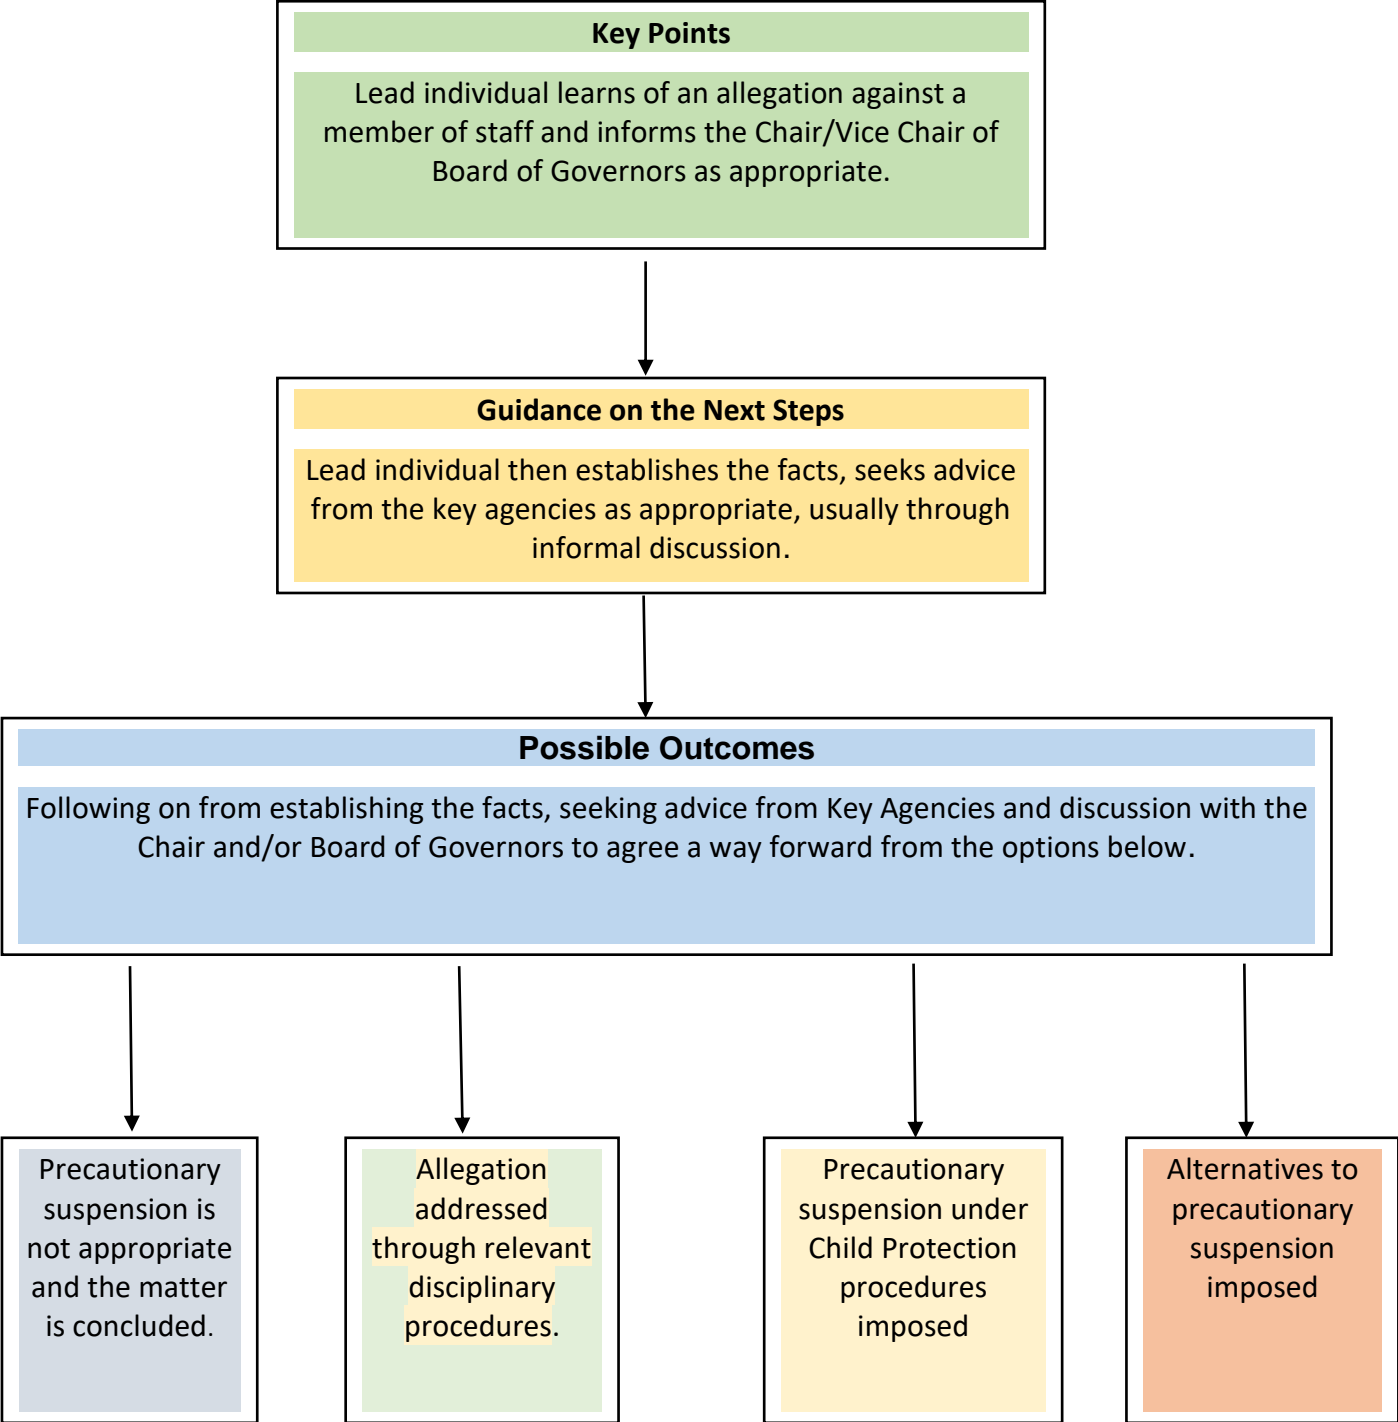 Key Points
Lead individual learns of an allegation against a
member of staff and informs the Chair/Vice Chair of
Board of Governors as appropriate.
Guidance on the Next Steps
Lead individual then establishes the facts, seeks advice
from the key agencies as appropriate, usually through
informal discussion.
Possible Outcomes
Following on from establishing the facts, seeking advice from Key Agencies and discussion with the
Chair and/or Board of Governors to agree a way forward from the options below.
Precautionary
suspension is
not appropriate
and the matter
is concluded.
Allegation
addressed
through relevant
disciplinary
procedures.
Precautionary
suspension under
Child Protection
procedures
imposed
Alternatives to
precautionary
suspension
imposed